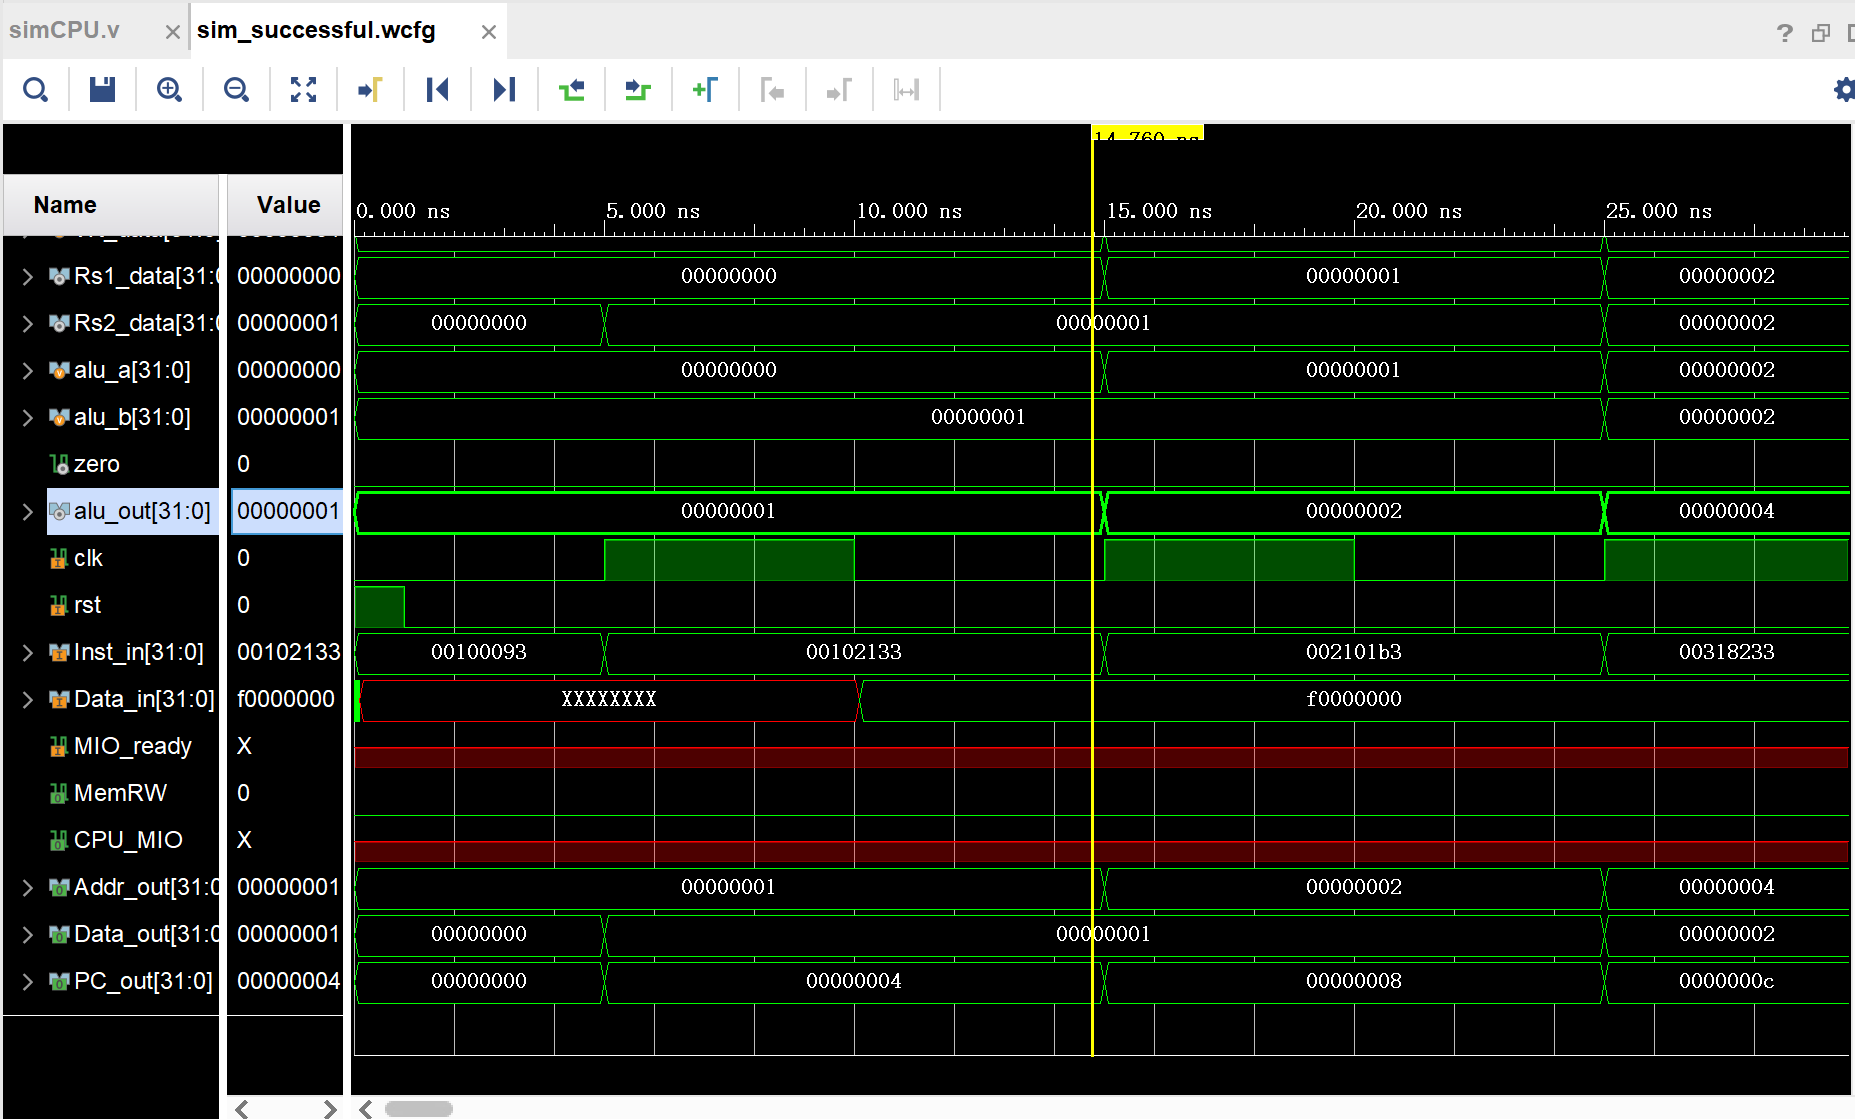 simCPU.v
sim_successful.wcfg
14.760 ns
Name Value
0.000 ns 5.000 ns 10.000 ns 15.000 ns 20.000 ns 25.000 ns
Rs1_data[31:0 00000000 00000000 00000001 00000002
Rs2_data[31:0 00000001 00000000 00000001 00000002
alu_a[31:0] 00000000 00000000 00000001 00000002
alu_b[31:0] 00000001 00000001 00000002
zero 0
alu_out[31:0] 00000001 00000001 00000002 00000004
clk 0
rst 0
Inst_in[31:0] 00102133 00100093 00102133 002101b3 00318233
Data_in[31:0] f0000000 XXXXXXXX f0000000
MIO_ready X
MemRW 0
CPU_MIO X
Addr_out[31:0 00000001 00000001 00000002 00000004
Data_out[31:0 00000001 00000000 00000001 00000002
PC_out[31:0] 00000004 00000000 00000004 00000008 0000000c